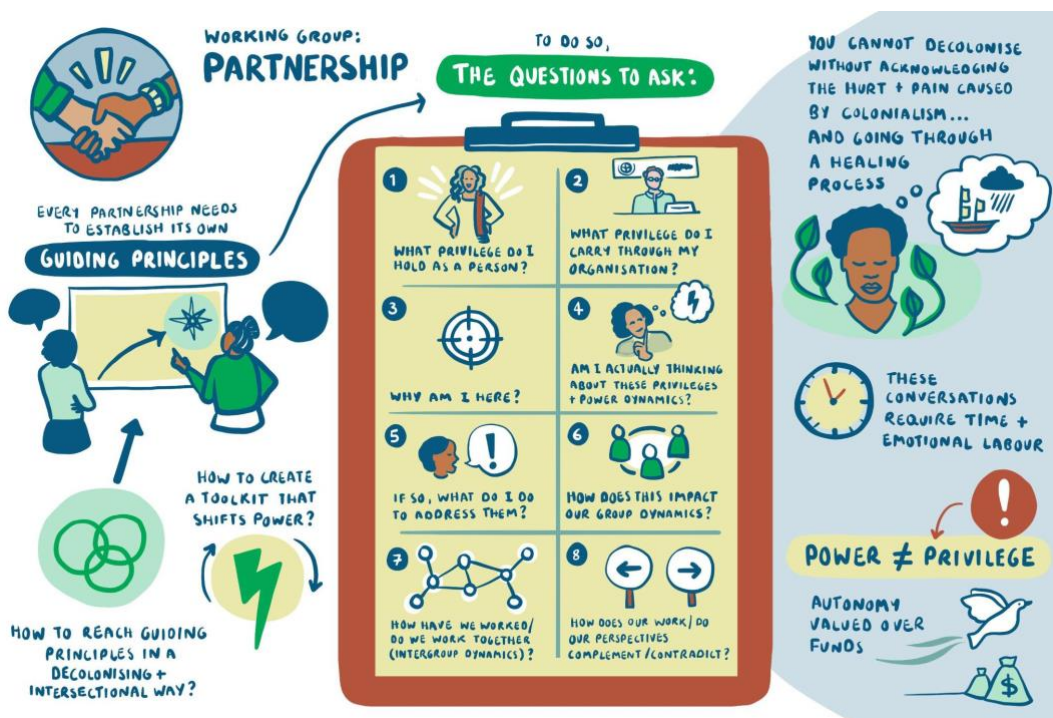 WORKING GROUP:
PARTNERSHIP
EVERY PARTNERSHIP NEEDS
TO ESTABLISH ITS OWN
GUIDING PRINCIPLES
HOW TO CREATE
A TOOLKIT THAT
SHIFTS POWER?
HOW TO REACH GUIDING
PRINCIPLES IN A
DECOLONISING +
INTERSECTIONAL WAY?
TO DO SO,
THE QUESTIONS TO ASK:
1
WHAT PRIVILEGE DO I
HOLD AS A PERSON?
2
WHAT PRIVILEGE DO I
CARRY THROUGH MY
ORGANISATION?
3
WHY AM I HERE?
4
AM I ACTUALLY THINKING
ABOUT THESE PRIVILEGES
+ POWER DYNAMICS?
5
!
IF SO, WHAT DO I DO
TO ADDRESS THEM?
6
HOW DOES THIS IMPACT
OUR GROUP DYNAMICS?
7
HOW HAVE WE WORKED/
DO WE WORK TOGETHER
(INTERGROUP DYNAMICS)?
8
HOW DOES OUR WORK/DO
OUR PERSPECTIVES
COMPLEMENT/CONTRADICT?
YOU CANNOT DECOLONISE
WITHOUT ACKNOWLEDGING
THE HURT + PAIN CAUSED
BY COLONIALISM...
AND GOING THROUGH
A HEALING
PROCESS
THESE
CONVERSATIONS
REQUIRE TIME +
EMOTIONAL LABOUR
!
POWER ≠ PRIVILEGE
AUTONOMY
VALUED OVER
FUNDS
$